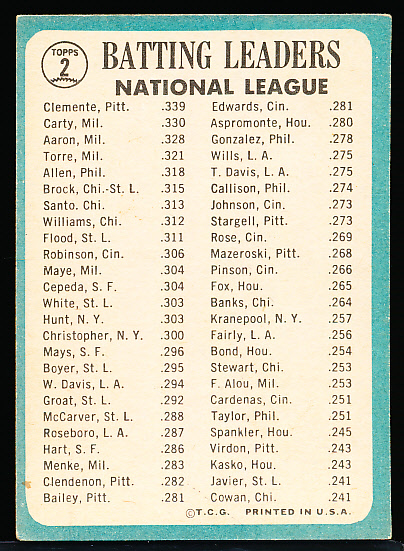 TOPPS
2
BATTING LEADERS
NATIONAL LEAGUE
Clemente, Pitt. .339
Carty, Mil. .330
Aaron, Mil. .328
Torre, Mil. .321
Allen, Phil. .318
Brock, Chi.-St. L. .315
Santo. Chi. .313
Williams, Chi. .312
Flood, St. L. .311
Robinson, Cin. .306
Maye, Mil. .304
Cepeda, S. F. .304
White, St. L. .303
Hunt, N. Y. .303
Christopher, N. Y. .300
Mays, S. F. .296
Boyer, St. L. .295
W. Davis, L. A. .294
Groat, St. L. .292
McCarver, St. L. .288
Roseboro, L. A. .287
Hart, S. F. .286
Menke, Mil. .283
Clendenon, Pitt. .282
Bailey, Pitt. .281
Edwards, Cin. .281
Aspromonte, Hou. .280
Gonzalez, Phil. .278
Wills, L. A. .275
T. Davis, L. A. .275
Callison, Phil. .274
Johnson, Cin. .273
Stargell, Pitt. .273
Rose, Cin. .269
Mazeroski, Pitt. .268
Pinson, Cin. .266
Fox, Hou. .265
Banks, Chi. .264
Kranepool, N. Y. .257
Fairly, L. A. .256
Bond, Hou. .254
Stewart, Chi. .253
F. Alou, Mil. .253
Cardenas, Cin. .251
Taylor, Phil. .251
Spankler, Hou. .245
Virdon, Pitt. .243
Kasko, Hou. .243
Javier, St. L. .241
Cowan, Chi. .241
©T.C.G. PRINTED IN U.S.A.